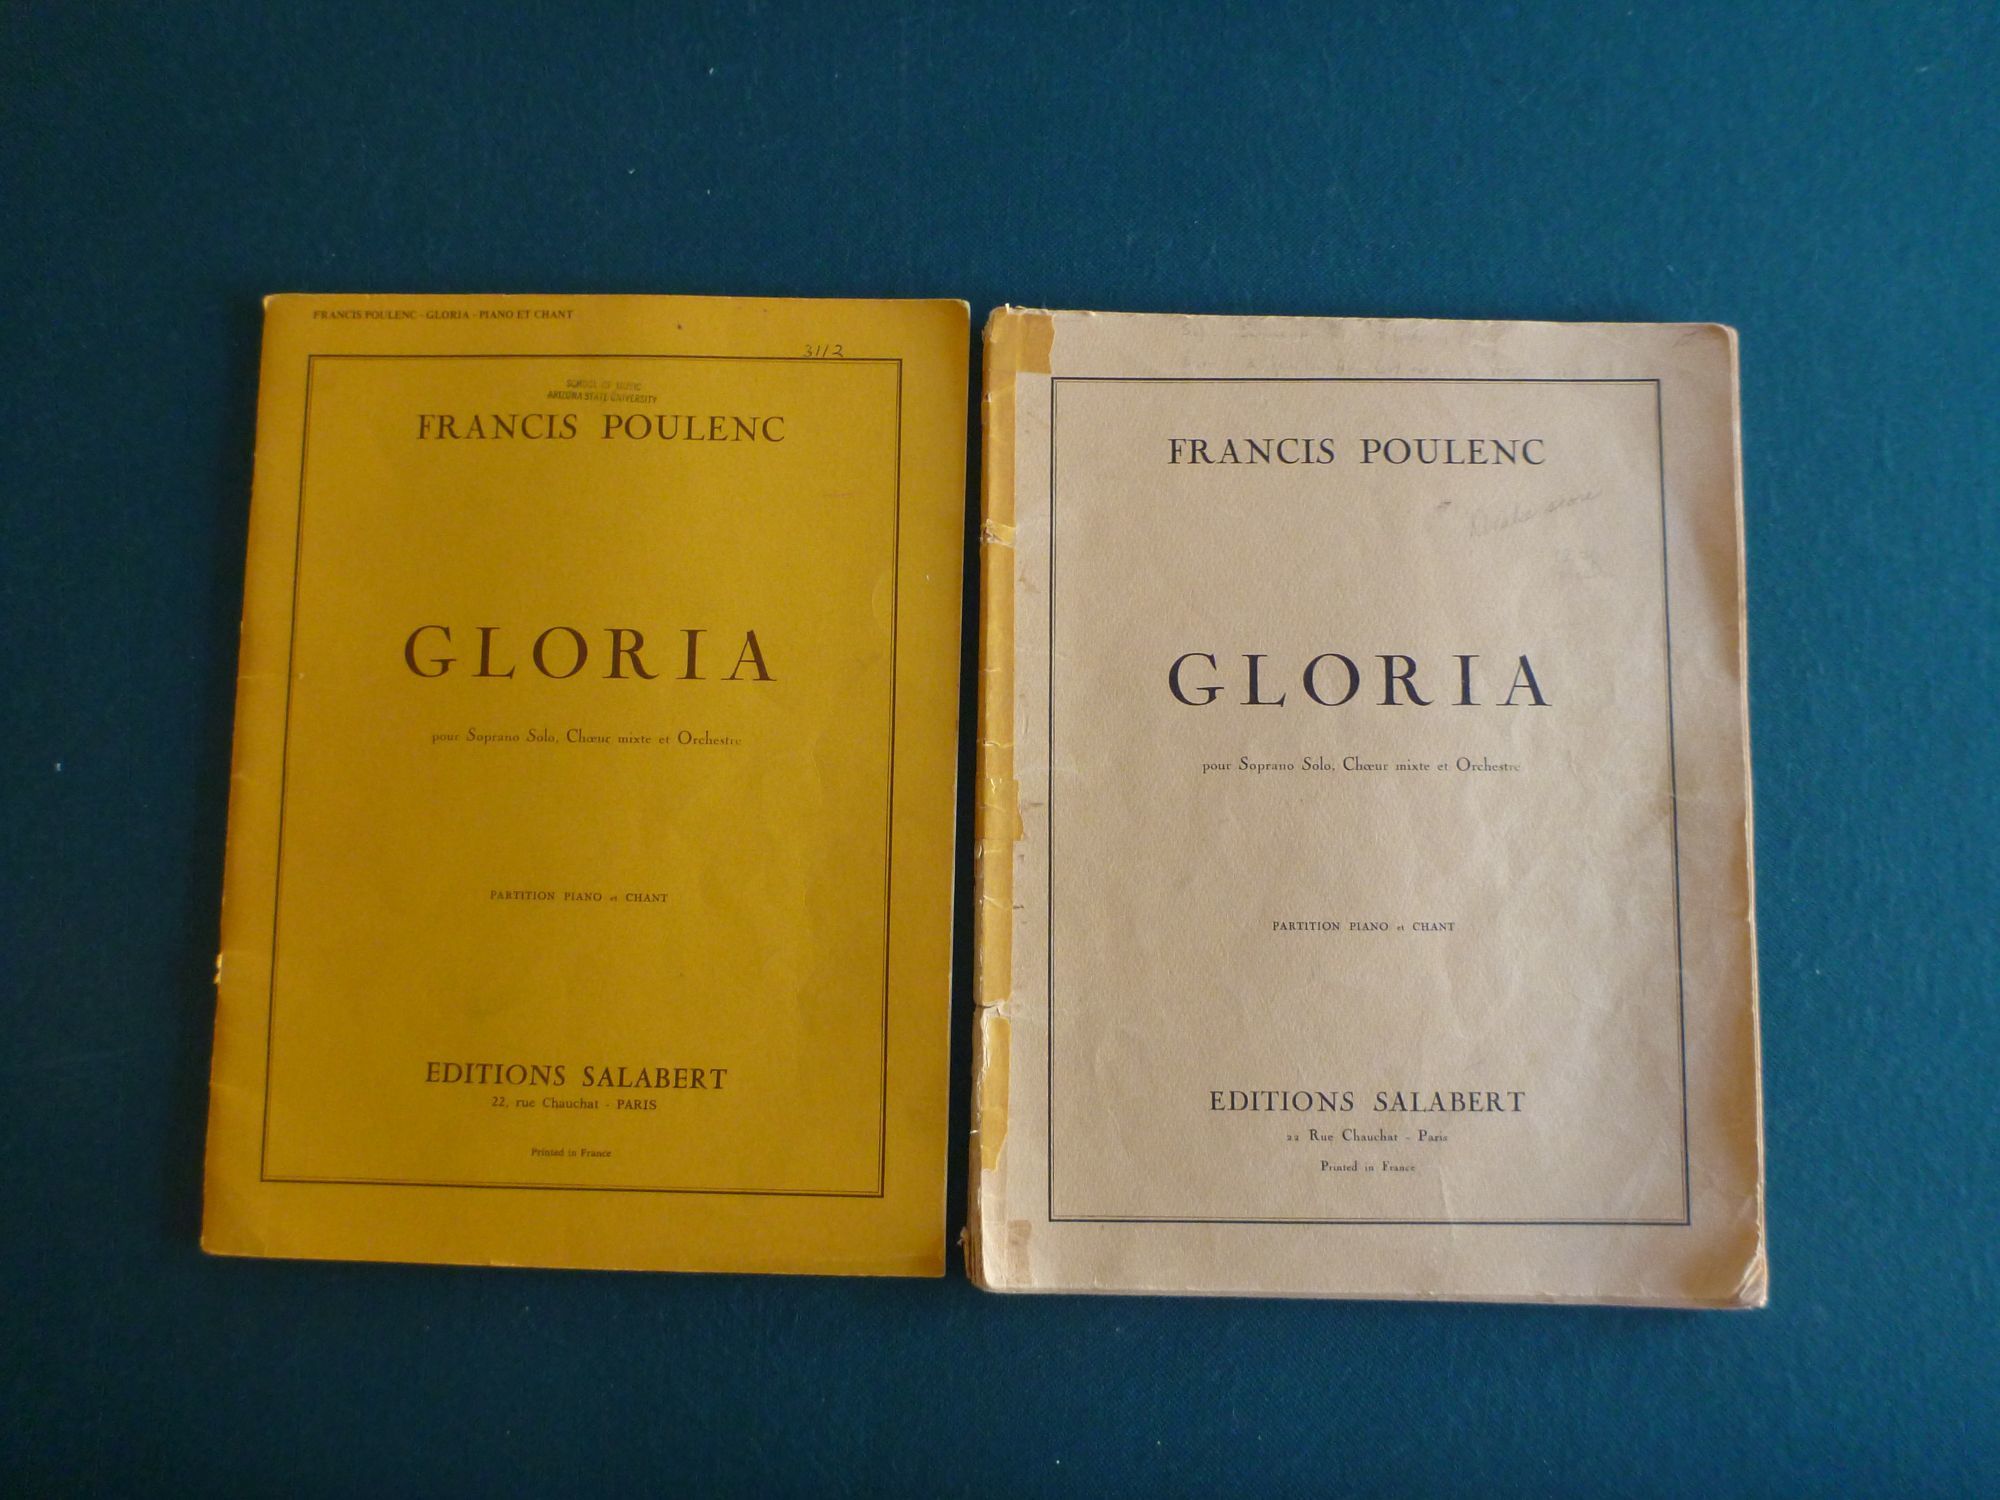 FRANCIS POULENC - GLORIA - PIANO ET CHANT
3112
SCHOOL OF MUSIC
ARIZONA STATE UNIVERSITY
FRANCIS POULENC
GLORIA
pour Soprano Solo, Chœur mixte et Orchestre
PARTITION PIANO et CHANT
EDITIONS SALABERT
22, rue Chauchat - PARIS
Printed in France
FRANCIS POULENC
score
GLORIA
pour Soprano Solo, Chœur mixte et Orchestre
PARTITION PIANO et CHANT
EDITIONS SALABERT
22 Rue Chauchat - Paris
Printed in France